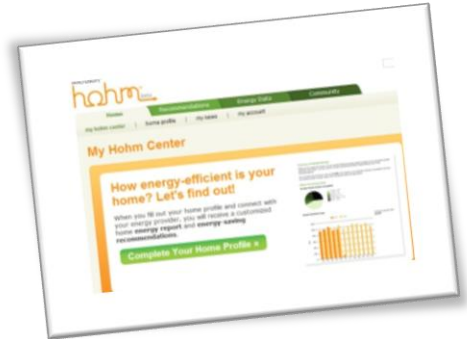 hohm
Home Recommendations Energy Data Community
my hohm center | home profile | my news | my account
My Hohm Center
How energy-efficient is your
home? Let's find out!
When you fill out your home profile and connect with
your energy provider, you will receive a customized
home energy report and energy-saving
recommendations.
Complete Your Home Profile »